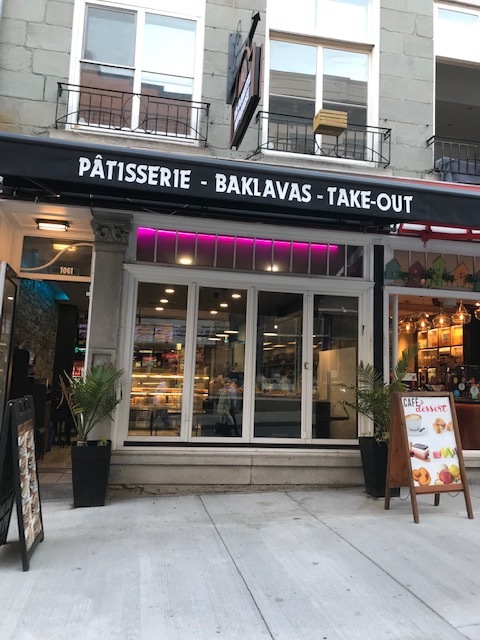 PÂTISSERIE - BAKLAVAS - TAKE-OUT
1061
CAFÉ &
dessert